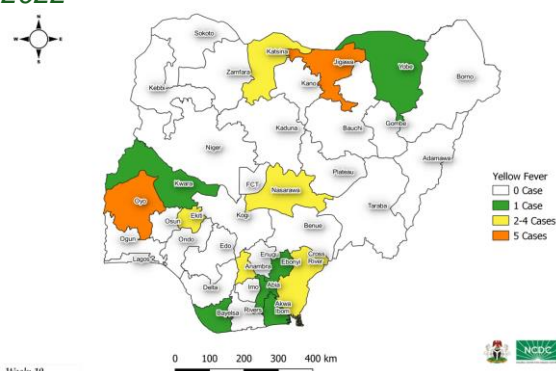 2022
Sokoto
Katsina
Jigawa
Yobe
Zamfara
Kano
Borno
Kebbi
Gombe
Kaduna
Bauchi
Niger
Adamawa
Plateau
Kwara
FCT
Nasarawa
Taraba
Oyo
Ekiti
Kogi
Osun
Benue
Ogun
Ondo
Edo
Lagos
Enugu
Ebonyi
Cross
River
Anambra
Delta
Imo
Abia
Akwa
Ibom
Bayelsa
Rivers
Yellow Fever
0 Case
1 Case
2-4 Cases
5 Cases
0 100 200 300 400 km
NCDC